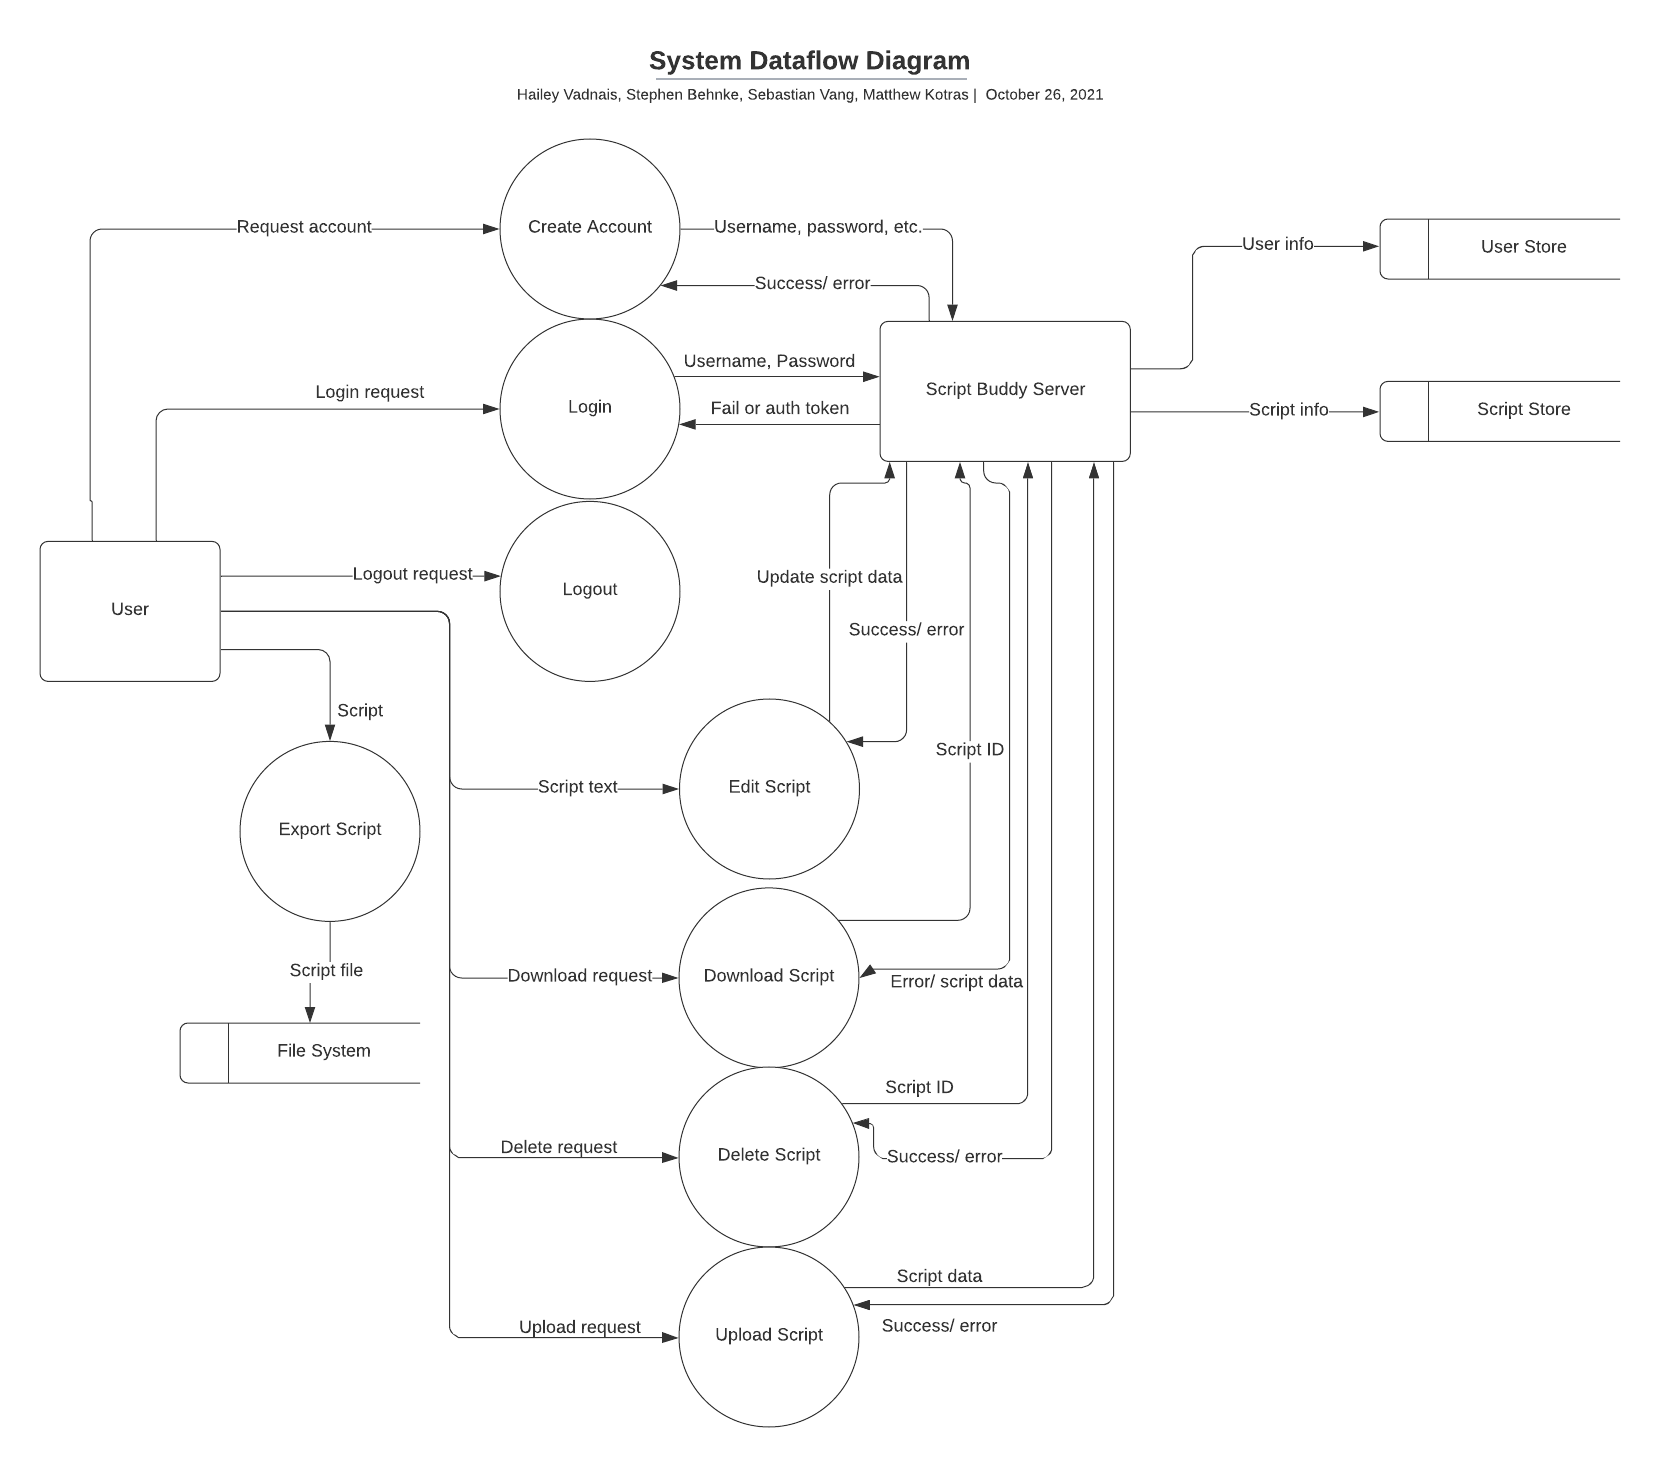 System Dataflow Diagram
Hailey Vadnais, Stephen Behnke, Sebastian Vang, Matthew Kotras | October 26, 2021
Request account
Create Account
Username, password, etc.
User info
User Store
Success/ error
Username, Password
Login request
Login
Fail or auth token
Script Buddy Server
Script info
Script Store
Logout request
Logout
User
Update script data
Success/ error
Script
Script ID
Script text
Edit Script
Export Script
Script file
Download request
Download Script
Error/ script data
File System
Script ID
Delete request
Delete Script
Success/ error
Script data
Upload request
Upload Script
Success/ error